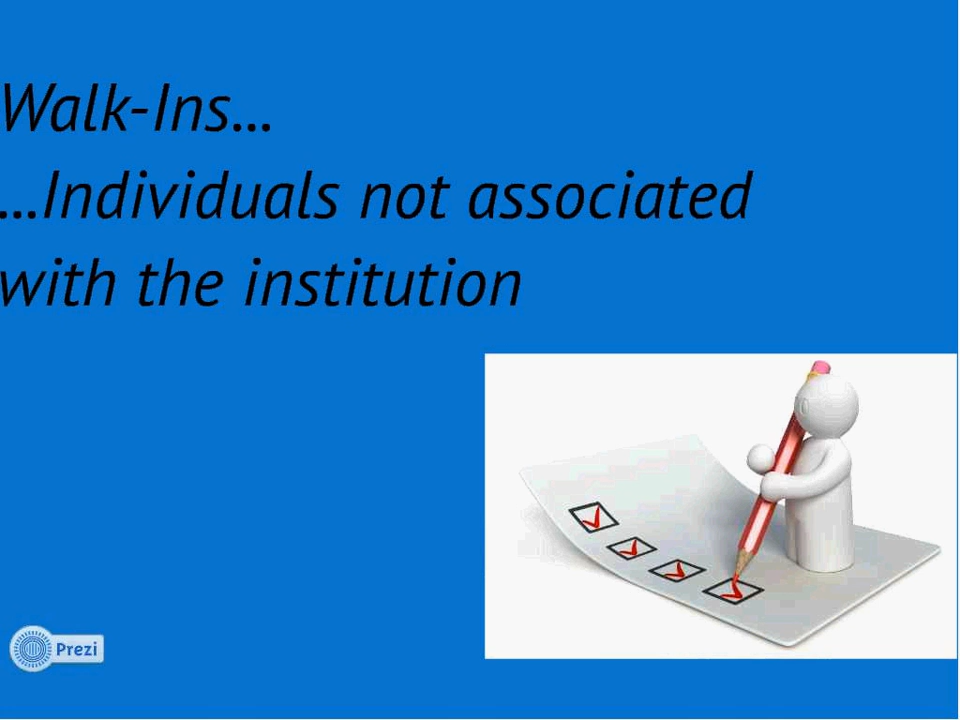 Walk-Ins...
...Individuals not associated
with the institution
Prezi